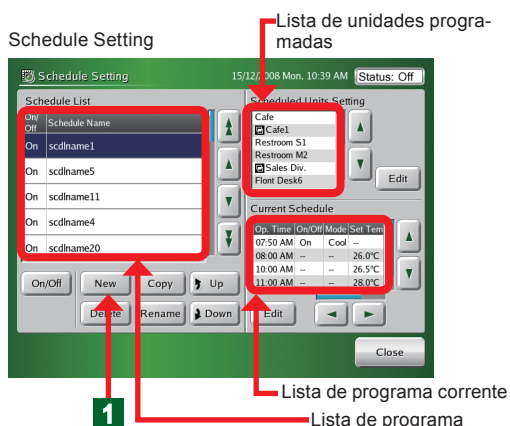 Lista de unidades progra-
madas
Schedule Setting
Schedule Setting
15/12/2008 Mon. 10:39 AM
Status: Off
Schedule List
On/
Off
Schedule Name
On scdlname1
On scdlname5
On scdlname11
On scdlname4
On scdlname20
On/Off New Copy Up
Delete Rename Down
Scheduled Units Setting
Cafe
Cafe1
Restroom S1
Restroom M2
Sales Div.
Flont Desk6
Edit
Current Schedule
Op. Time On/Off Mode Set Tem
07:50 AM On Cool --
08:00 AM -- -- 26.0°C
10:00 AM -- -- 26.5°C
11:00 AM -- -- 28.0°C
Edit
Close
1
Lista de programa corrente
Lista de programa